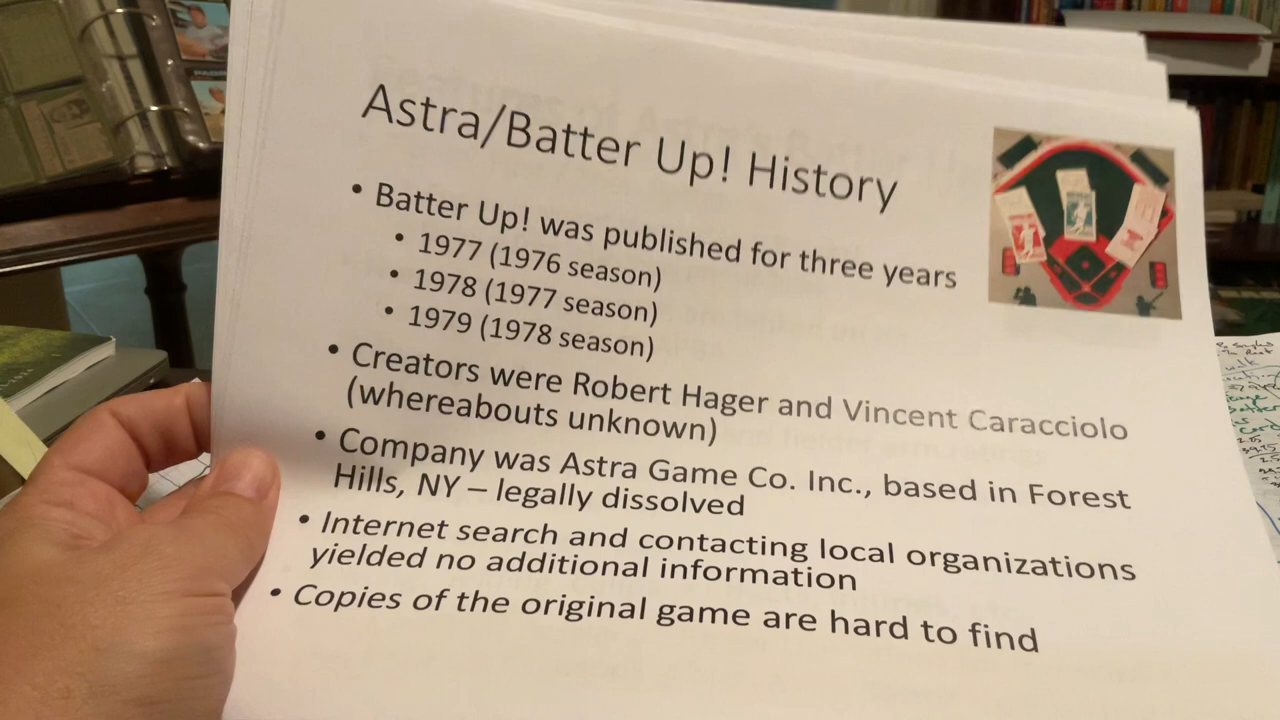 Astra/Batter Up! History
• Batter Up! was published for three years
• 1977 (1976 season)
• 1978 (1977 season)
• 1979 (1978 season)
• Creators were Robert Hager and Vincent Caracciolo
(whereabouts unknown)
• Company was Astra Game Co. Inc., based in Forest
Hills, NY – legally dissolved
• Internet search and contacting local organizations
yielded no additional information
• Copies of the original game are hard to find